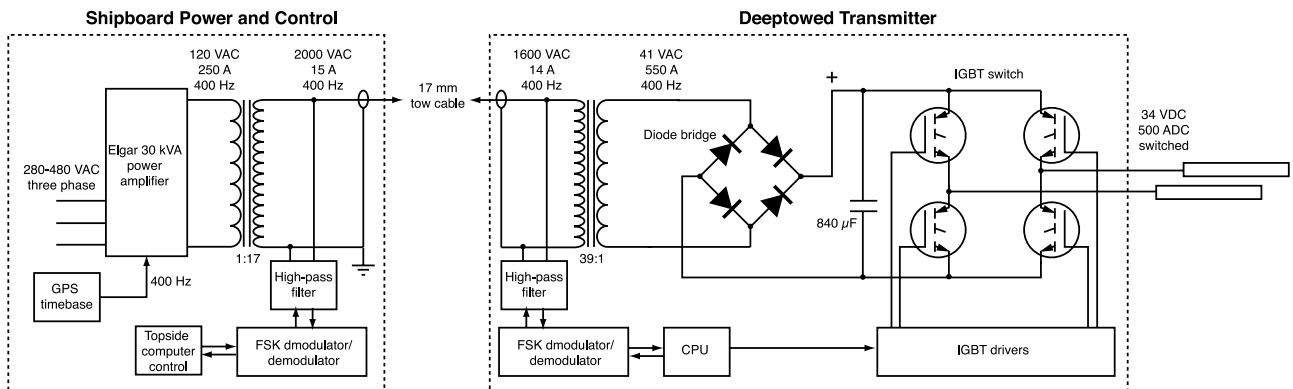 Shipboard Power and Control
Deeptowed Transmitter
120 VAC
250 A
400 Hz
2000 VAC
15 A
400 Hz
17 mm
tow cable
1600 VAC
14 A
400 Hz
41 VAC
550 A
400 Hz
+
IGBT switch
Elgar 30 kVA
power
amplifier
280-480 VAC
three phase
Diode bridge
34 VDC
500 ADC
switched
840 µF
1:17
39:1
400 Hz
GPS
timebase
High-pass
filter
High-pass
filter
Topside
computer
control
FSK dmodulator/
demodulator
FSK dmodulator/
demodulator
CPU
IGBT drivers